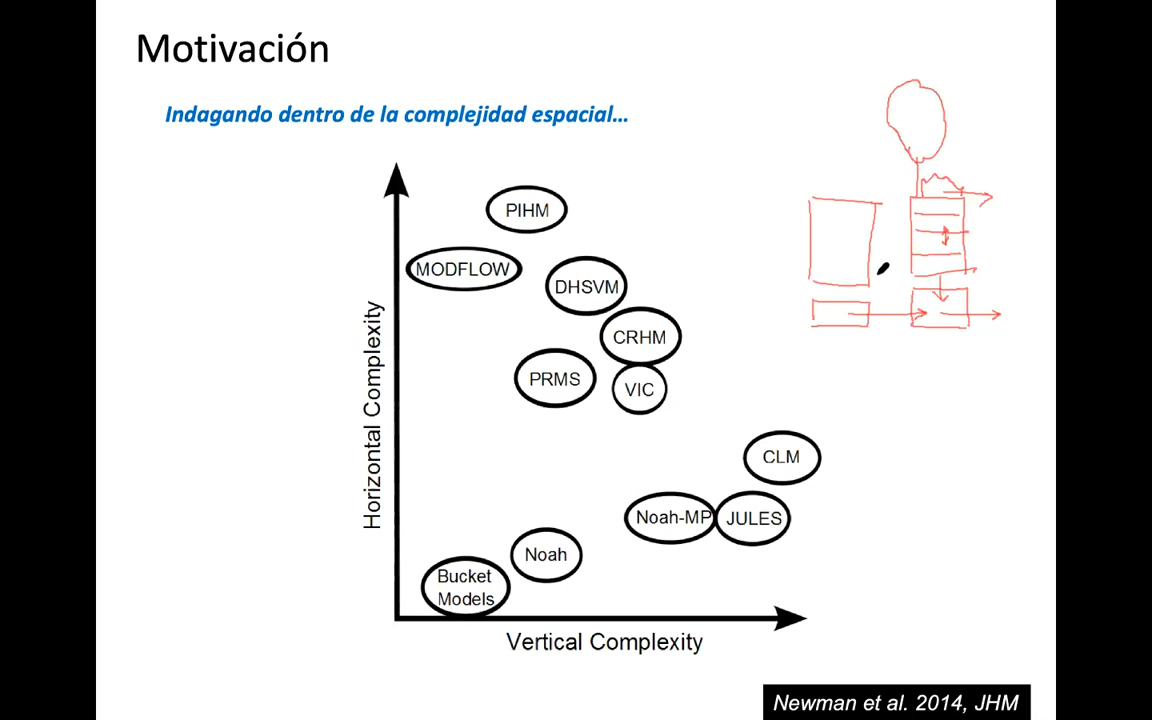 Motivación
Indagando dentro de la complejidad espacial...
PIHM
MODFLOW
DHSVM
CRHM
PRMS
VIC
CLM
Noah-MP
JULES
Noah
Bucket
Models
Horizontal Complexity
Vertical Complexity
Newman et al. 2014, JHM